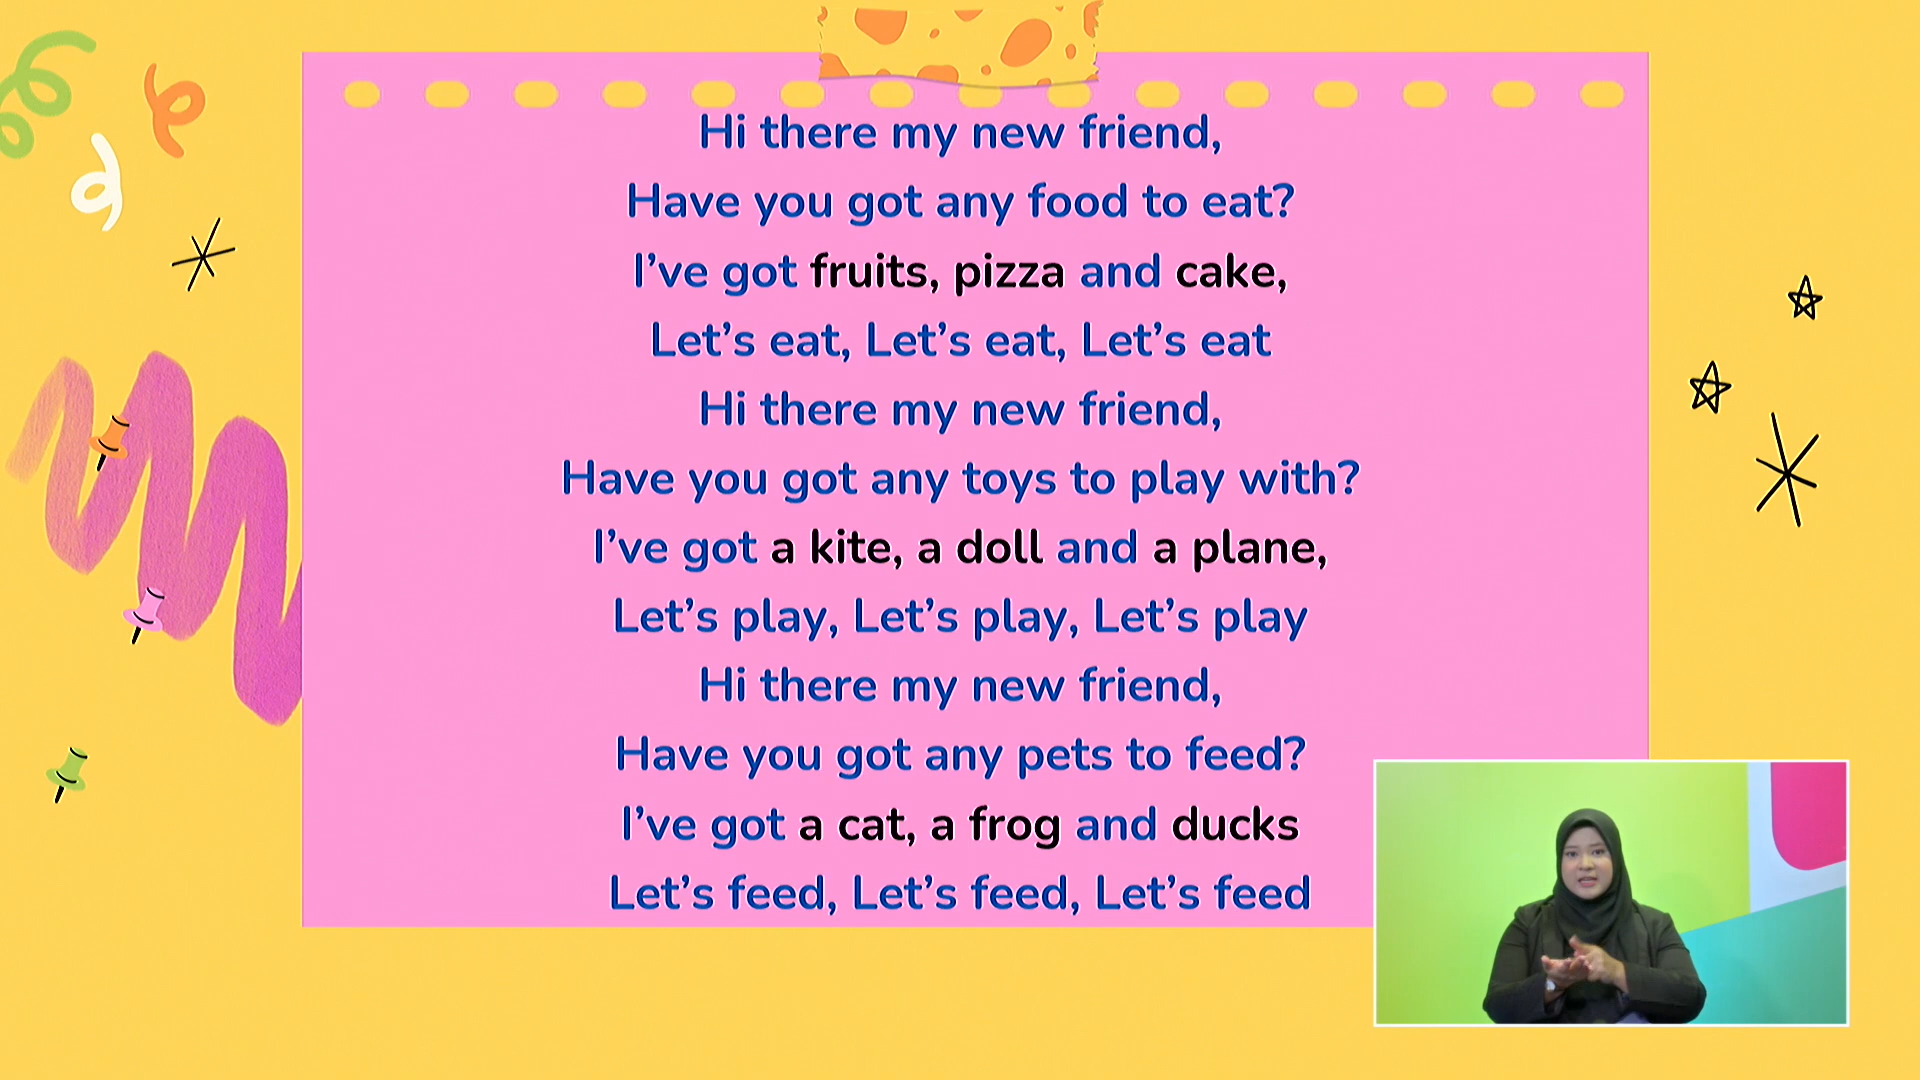 Hi there my new friend,
Have you got any food to eat?
I’ve got fruits, pizza and cake,
Let’s eat, Let’s eat, Let’s eat
Hi there my new friend,
Have you got any toys to play with?
I’ve got a kite, a doll and a plane,
Let’s play, Let’s play, Let’s play
Hi there my new friend,
Have you got any pets to feed?
I’ve got a cat, a frog and ducks
Let’s feed, Let’s feed, Let’s feed